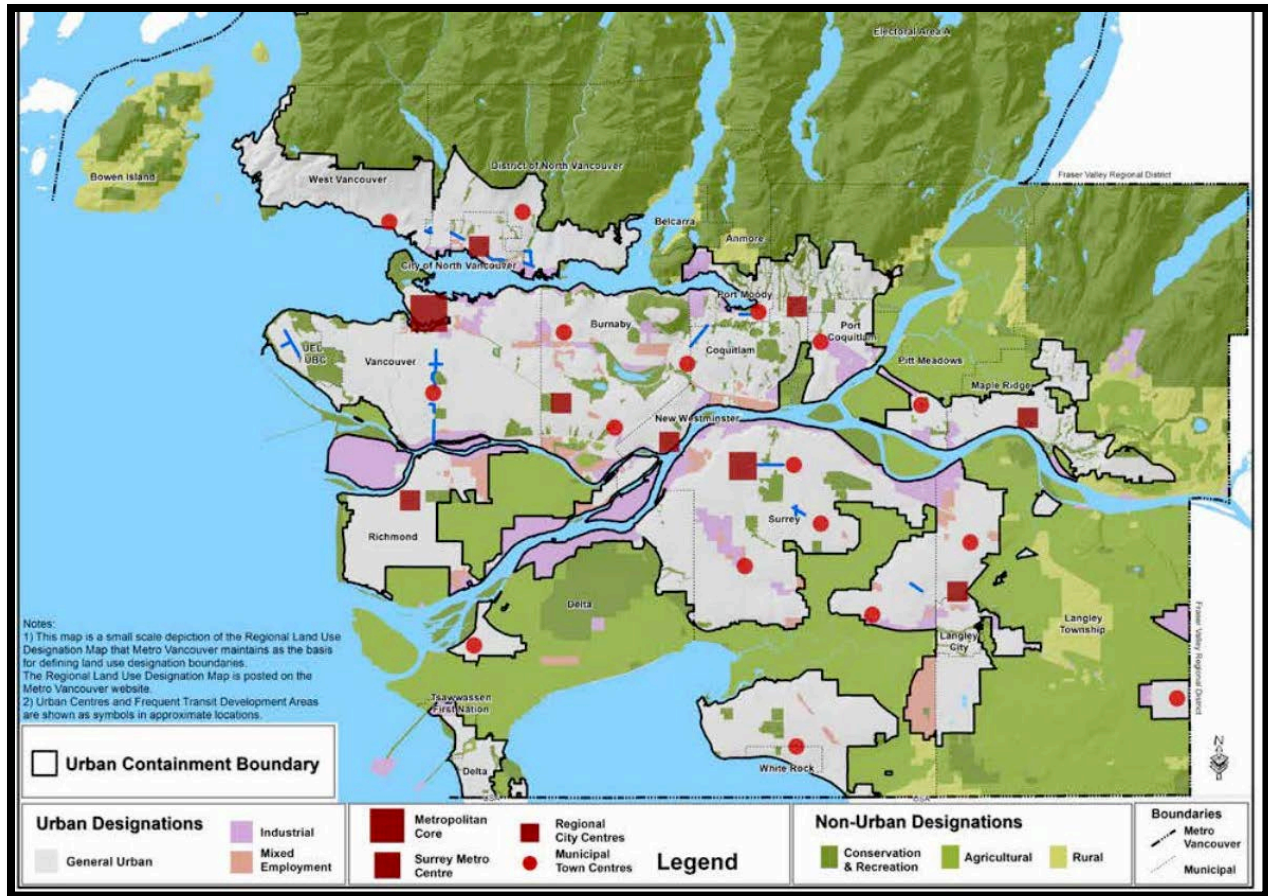 Electoral Area A
Bowen Island
West Vancouver
District of North Vancouver
Fraser Valley Regional District
Belcarra
Anmore
City of North Vancouver
Port Moody
Burnaby
Port
Coquitlam
UEL
UBC
Vancouver
Coquitlam
Pitt Meadows
Maple Ridge
New Westminster
Surrey
Richmond
Delta
Langley
Township
Langley
City
Fraser Valley Regional District
Tsawwassen
First Nation
Delta
White Rock
USA
USA
N
Notes:
1) This map is a small scale depiction of the Regional Land Use
Designation Map that Metro Vancouver maintains as the basis
for defining land use designation boundaries.
The Regional Land Use Designation Map is posted on the
Metro Vancouver website.
2) Urban Centres and Frequent Transit Development Areas
are shown as symbols in approximate locations.
Urban Containment Boundary
Urban Designations
General Urban
Industrial
Mixed
Employment
Metropolitan
Core
Surrey Metro
Centre
Regional
City Centres
Municipal
Town Centres
Legend
Non-Urban Designations
Conservation
& Recreation
Agricultural
Rural
Boundaries
Metro
Vancouver
Municipal